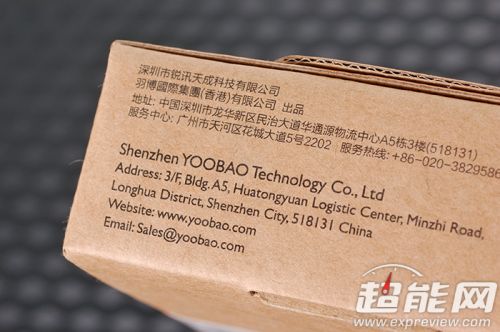 深圳市锐讯天成科技有限公司
羽博國際集團(香港)有限公司 出品
地址: 中国深圳市龙华新区民治大道华通源物流中心A5栋3楼(518131)
服务中心: 广州市天河区花城大道5号2202 服务热线: +86-020-3829586
Shenzhen YOOBAO Technology Co., Ltd
Address: 3/F, Bldg. A5, Huatongyuan Logistic Center, Minzhi Road,
Longhua District, Shenzhen City, 518131 China
Website: www.yoobao.com
Email: Sales@yoobao.com
超能网
www.expreview.com